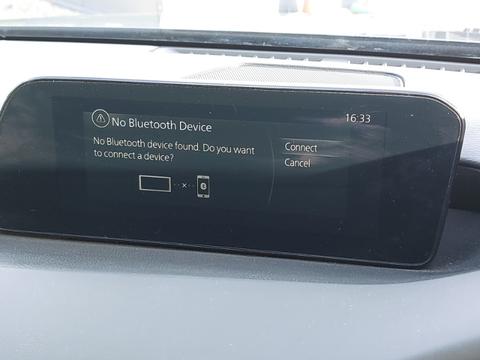 No Bluetooth Device
16:33
No Bluetooth device found. Do you want
to connect a device?
Connect
Cancel